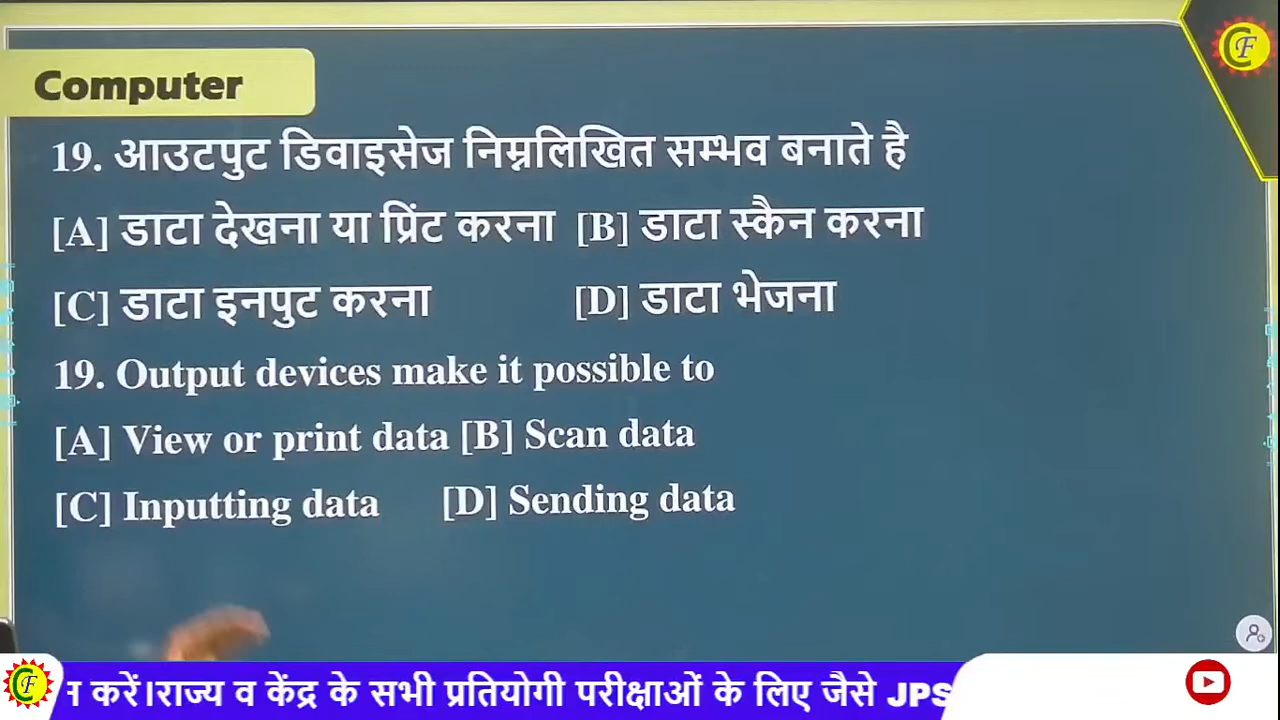 Computer
19. आउटपुट डिवाइसेज निम्नलिखित सम्भव बनाते है
[A] डाटा देखना या प्रिंट करना [B] डाटा स्कैन करना
[C] डाटा इनपुट करना [D] डाटा भेजना
19. Output devices make it possible to
[A] View or print data [B] Scan data
[C] Inputting data [D] Sending data
न करें।राज्य व केंद्र के सभी प्रतियोगी परीक्षाओं के लिए जैसे JPS